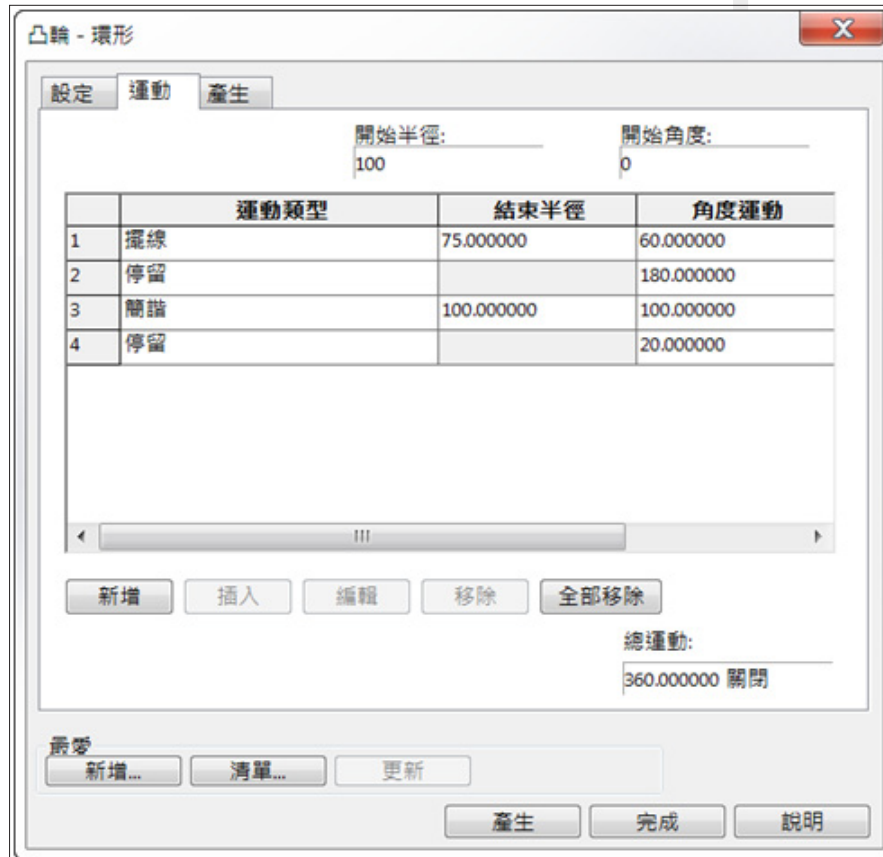 凸輪 - 環形
設定 運動 產生
開始半徑: 開始角度:
100 0
運動類型 結束半徑 角度運動
1 擺線 75.000000 60.000000
2 停留 180.000000
3 簡諧 100.000000 100.000000
4 停留 20.000000
新增 插入 編輯 移除 全部移除
總運動:
360.000000 關閉
最愛
新增... 清單... 更新
產生 完成 說明